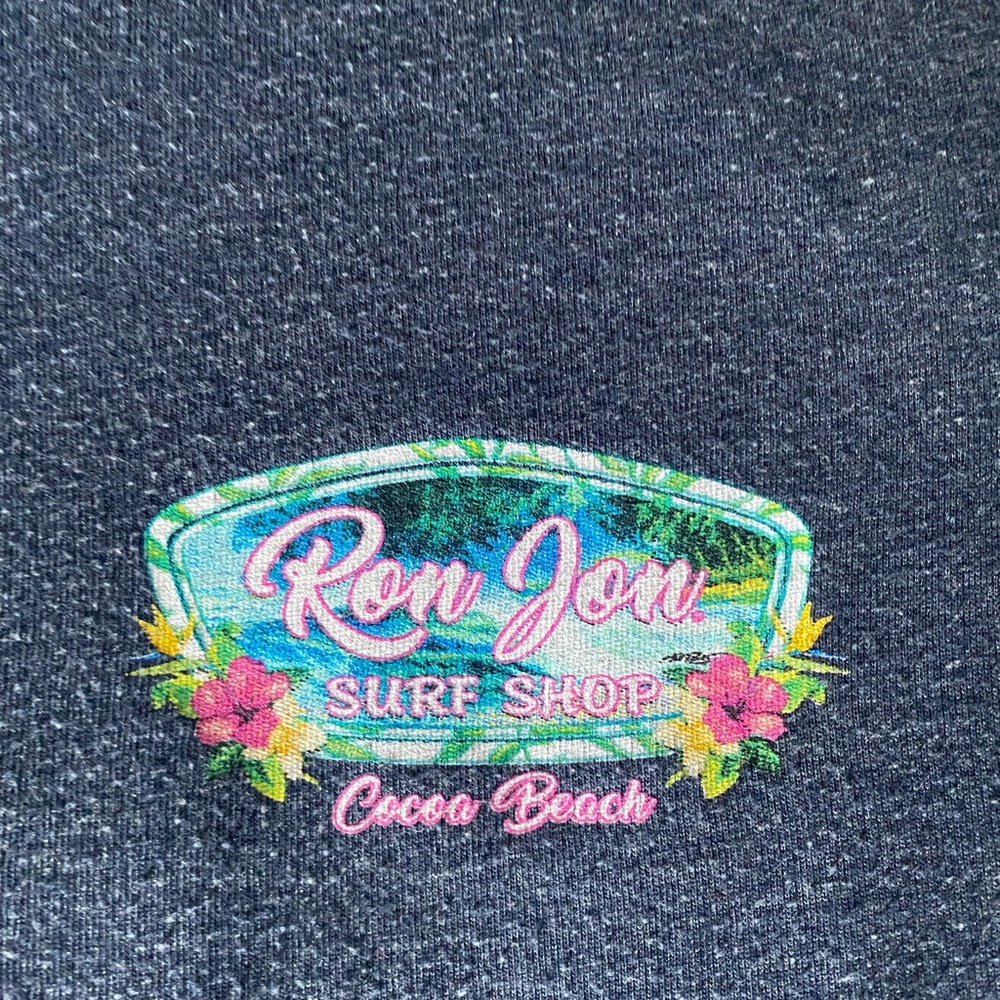 Ron Jon.
SURF SHOP
Cocoa Beach